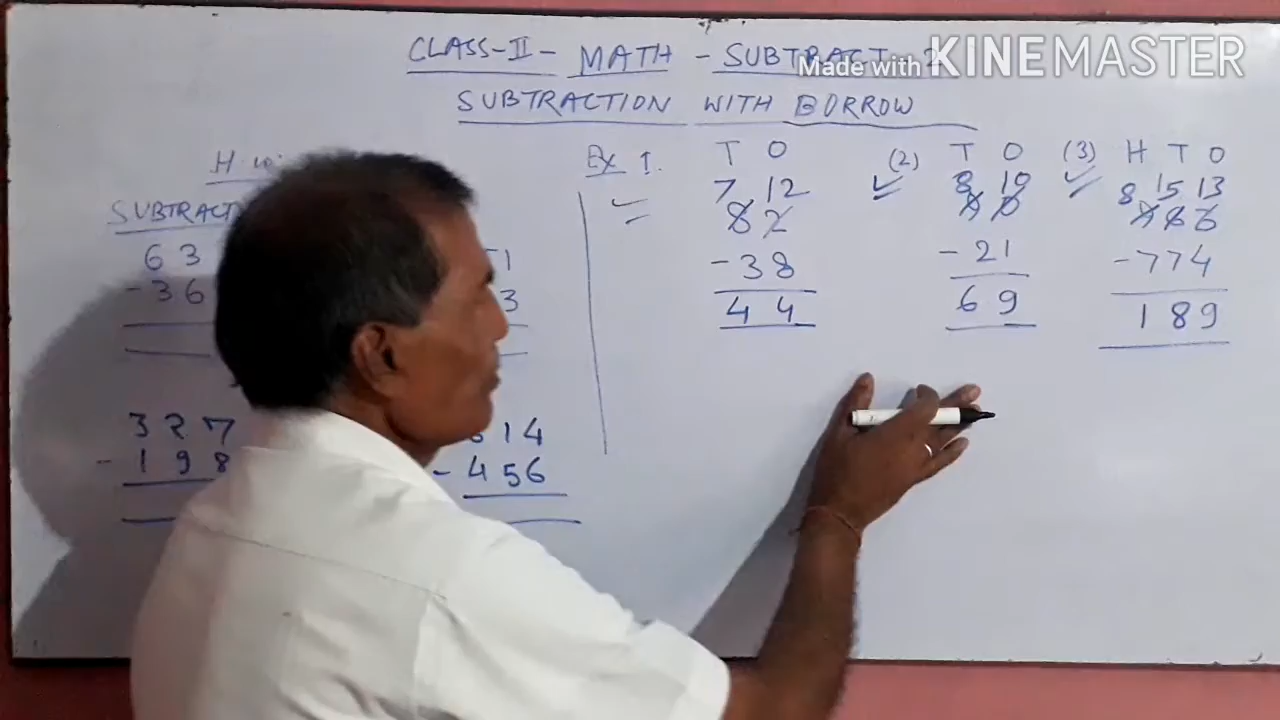 CLASS-II - MATH - SUBTRACT - 2
Made with KINEMASTER
SUBTRACTION WITH BORROW
SUBTRACT
6 3
- 3 6
1
3
3 2 7
- 1 9 8
1 4
- 4 5 6
Ex 1.
T O
7 12
8 2
- 3 8
4 4
(2) T O
8 10
9 0
- 2 1
6 9
(3) H T O
8 15 13
9 6 3
- 7 7 4
1 8 9